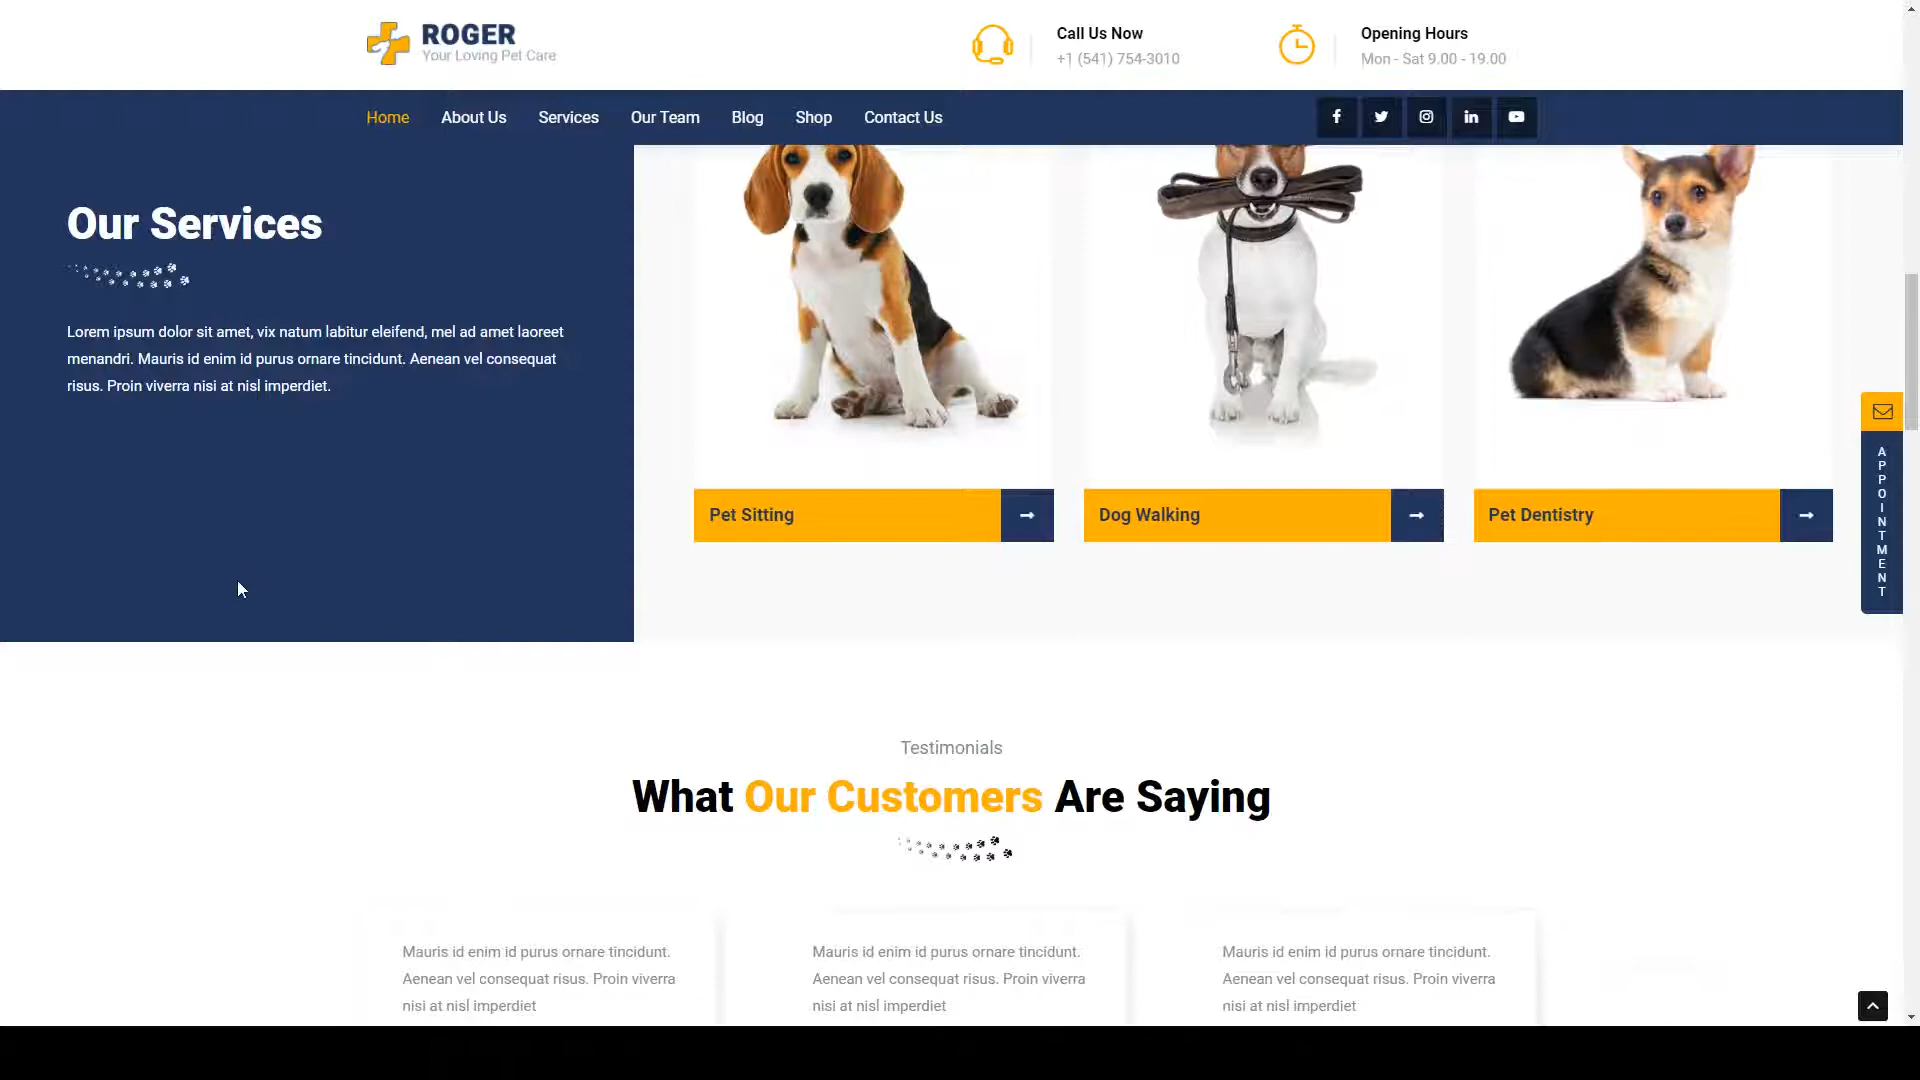 ROGER
Your Loving Pet Care
Call Us Now
+1 (541) 754-3010
Opening Hours
Mon - Sat 9.00 - 19.00
Home About Us Services Our Team Blog Shop Contact Us
Our Services
Lorem ipsum dolor sit amet, vix natum labitur eleifend, mel ad amet laoreet
menandri. Mauris id enim id purus ornare tincidunt. Aenean vel consequat
risus. Proin viverra nisi at nisl imperdiet.
Pet Sitting
Dog Walking
Pet Dentistry
APPOINTMENT
Testimonials
What Our Customers Are Saying
Mauris id enim id purus ornare tincidunt.
Aenean vel consequat risus. Proin viverra
nisi at nisl imperdiet
Mauris id enim id purus ornare tincidunt.
Aenean vel consequat risus. Proin viverra
nisi at nisl imperdiet
Mauris id enim id purus ornare tincidunt.
Aenean vel consequat risus. Proin viverra
nisi at nisl imperdiet